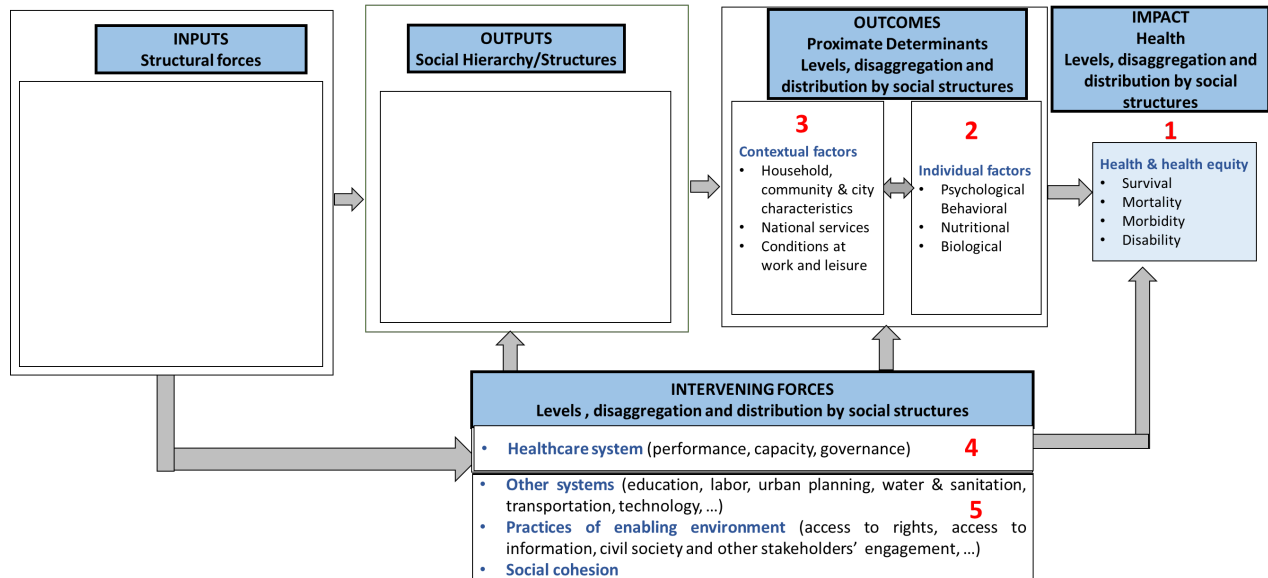 INPUTS
Structural forces
OUTPUTS
Social Hierarchy/Structures
OUTCOMES
Proximate Determinants
Levels, disaggregation and
distribution by social structures
IMPACT
Health
Levels, disaggregation and
distribution by social
structures
3
Contextual factors
• Household,
community & city
characteristics
• National services
• Conditions at
work and leisure
2
Individual factors
• Psychological
Behavioral
• Nutritional
• Biological
1
Health & health equity
• Survival
• Mortality
• Morbidity
• Disability
INTERVENING FORCES
Levels , disaggregation and distribution by social structures
• Healthcare system (performance, capacity, governance) 4
• Other systems (education, labor, urban planning, water & sanitation,
transportation, technology, …) 5
• Practices of enabling environment (access to rights, access to
information, civil society and other stakeholders’ engagement, …)
• Social cohesion